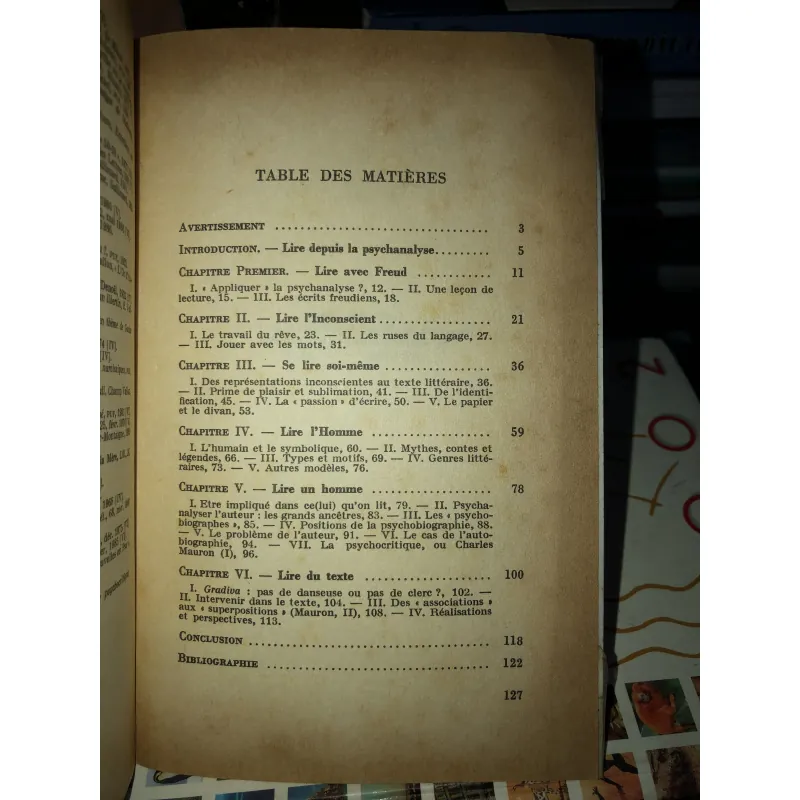 TABLE DES MATIÈRES
AVERTISSEMENT .................................. 3
INTRODUCTION. — Lire depuis la psychanalyse......... 5
CHAPITRE PREMIER. — Lire avec Freud ............ 11
I. « Appliquer » la psychanalyse ?, 12. — II. Une leçon de
lecture, 15. — III. Les écrits freudiens, 18.
CHAPITRE II. — Lire l'Inconscient .................. 21
I. Le travail du rêve, 23. — II. Les ruses du langage, 27.
— III. Jouer avec les mots, 31.
CHAPITRE III. — Se lire soi-même .................. 36
I. Des représentations inconscientes au texte littéraire, 36.
— II. Prime de plaisir et sublimation, 41. — III. De l'identi-
fication, 45. — IV. La « passion » d'écrire, 50. — V. Le papier
et le divan, 53.
CHAPITRE IV. — Lire l'Homme ..................... 59
I. L'humain et le symbolique, 60. — II. Mythes, contes et
légendes, 66. — III. Types et motifs, 69. — IV. Genres litté-
raires, 73. — V. Autres modèles, 76.
CHAPITRE V. — Lire un homme .................... 78
I. Etre impliqué dans ce(lui) qu'on lit, 79. — II. Psycha-
nalyser l'auteur : les grands ancêtres, 83. — III. Les « psycho-
biographes », 85. — IV. Positions de la psychobiographie, 88.
— V. Le problème de l'auteur, 91. — VI. Le cas de l'auto-
biographie, 94. — VII. La psychocritique, ou Charles
Mauron (I), 96.
CHAPITRE VI. — Lire du texte ..................... 100
I. Gradiva : pas de danseuse ou pas de clerc ?, 102. —
II. Intervenir dans le texte, 104. — III. Des « associations »
aux « superpositions » (Mauron, II), 108. — IV. Réalisations
et perspectives, 113.
CONCLUSION ..................................... 118
BIBLIOGRAPHIE .................................. 122
127